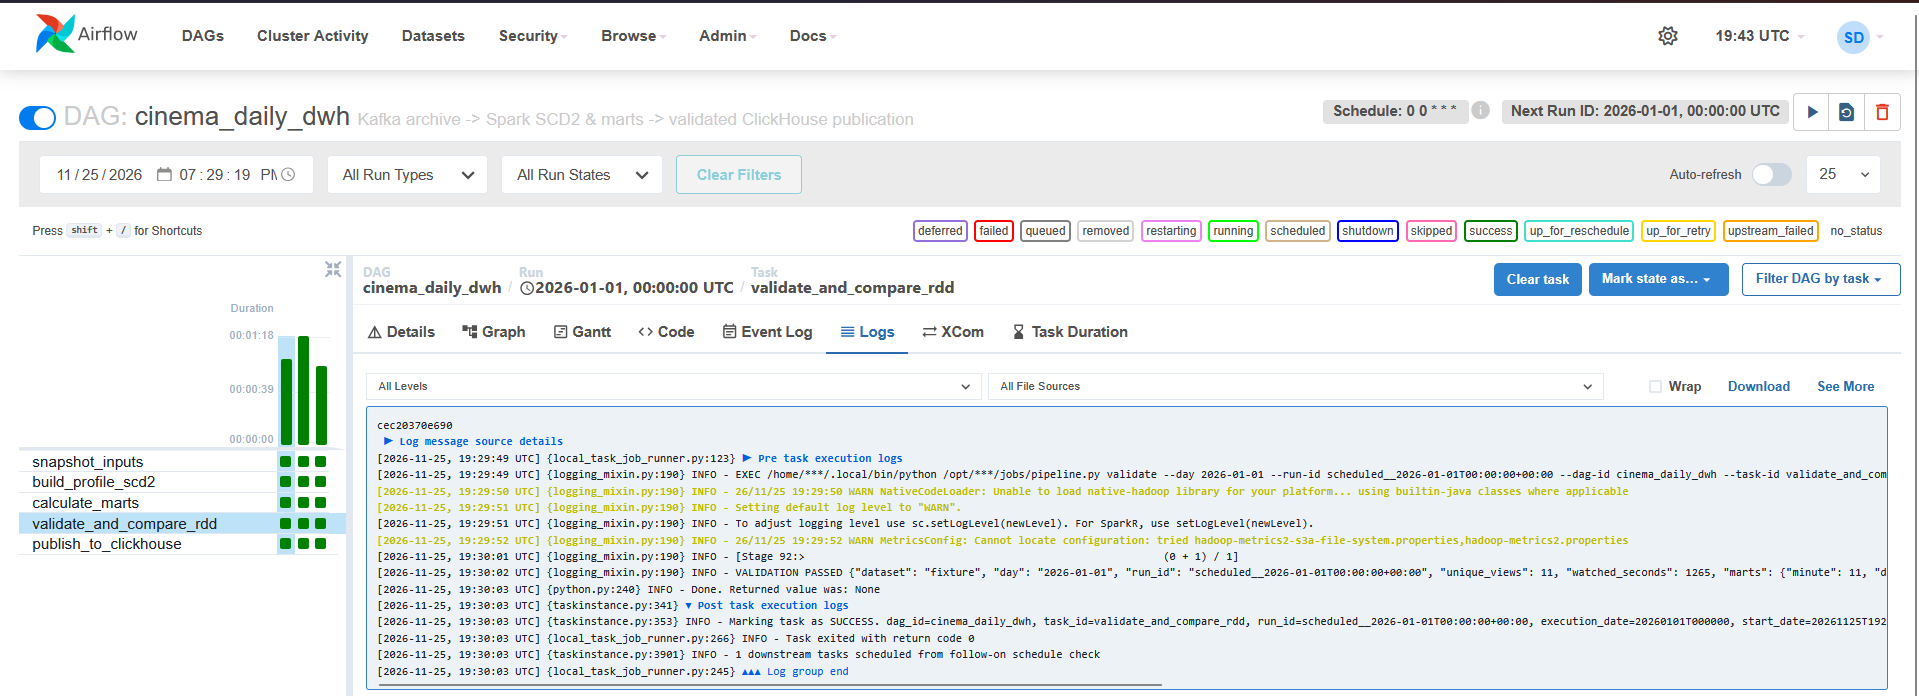 Airflow DAGs Cluster Activity Datasets Security Browse Admin Docs 19:43 UTC SD
DAG: cinema_daily_dwh Kafka archive -> Spark SCD2 & marts -> validated ClickHouse publication Schedule: 0 0 * * * i Next Run ID: 2026-01-01, 00:00:00 UTC
11/25/2026 07:29:19 All Run Types All Run States Clear Filters Auto-refresh 25
Press shift + / for Shortcuts deferred failed queued removed restarting running scheduled shutdown skipped success up_for_reschedule up_for_retry upstream_failed no_status
DAG Run Task
cinema_daily_dwh / 2026-01-01, 00:00:00 UTC / validate_and_compare_rdd Clear task Mark state as... Filter DAG by task
Duration
00:01:18
00:00:39
00:00:00
snapshot_inputs
build_profile_scd2
calculate_marts
validate_and_compare_rdd
publish_to_clickhouse
Details Graph Gantt Code Event Log Logs XCom Task Duration
All Levels All File Sources Wrap Download See More
cec20370e690
▶ Log message source details
[2026-11-25, 19:29:49 UTC] {local_task_job_runner.py:123} ▶ Pre task execution logs
[2026-11-25, 19:29:49 UTC] {logging_mixin.py:190} INFO - EXEC /home/***/.local/bin/python /opt/***/jobs/pipeline.py validate --day 2026-01-01 --run-id scheduled__2026-01-01T00:00:00+00:00 --dag-id cinema_daily_dwh --task-id validate_and_com
[2026-11-25, 19:29:50 UTC] {logging_mixin.py:190} INFO - 26/11/25 19:29:50 WARN NativeCodeLoader: Unable to load native-hadoop library for your platform... using builtin-java classes where applicable
[2026-11-25, 19:29:51 UTC] {logging_mixin.py:190} INFO - Setting default log level to "WARN".
[2026-11-25, 19:29:51 UTC] {logging_mixin.py:190} INFO - To adjust logging level use sc.setLogLevel(newLevel). For SparkR, use setLogLevel(newLevel).
[2026-11-25, 19:29:52 UTC] {logging_mixin.py:190} INFO - 26/11/25 19:29:52 WARN MetricsConfig: Cannot locate configuration: tried hadoop-metrics2-s3a-file-system.properties,hadoop-metrics2.properties
[2026-11-25, 19:30:01 UTC] {logging_mixin.py:190} INFO - [Stage 92:> (0 + 1) / 1]
[2026-11-25, 19:30:02 UTC] {logging_mixin.py:190} INFO - VALIDATION PASSED {"dataset": "fixture", "day": "2026-01-01", "run_id": "scheduled__2026-01-01T00:00:00+00:00", "unique_views": 11, "watched_seconds": 1265, "marts": {"minute": 11, "d
[2026-11-25, 19:30:03 UTC] {python.py:240} INFO - Done. Returned value was: None
[2026-11-25, 19:30:03 UTC] {taskinstance.py:341} ▼ Post task execution logs
[2026-11-25, 19:30:03 UTC] {taskinstance.py:353} INFO - Marking task as SUCCESS. dag_id=cinema_daily_dwh, task_id=validate_and_compare_rdd, run_id=scheduled__2026-01-01T00:00:00+00:00, execution_date=20260101T000000, start_date=20261125T192
[2026-11-25, 19:30:03 UTC] {local_task_job_runner.py:266} INFO - Task exited with return code 0
[2026-11-25, 19:30:03 UTC] {taskinstance.py:3901} INFO - 1 downstream tasks scheduled from follow-on schedule check
[2026-11-25, 19:30:03 UTC] {local_task_job_runner.py:245} ▲▲▲ Log group end